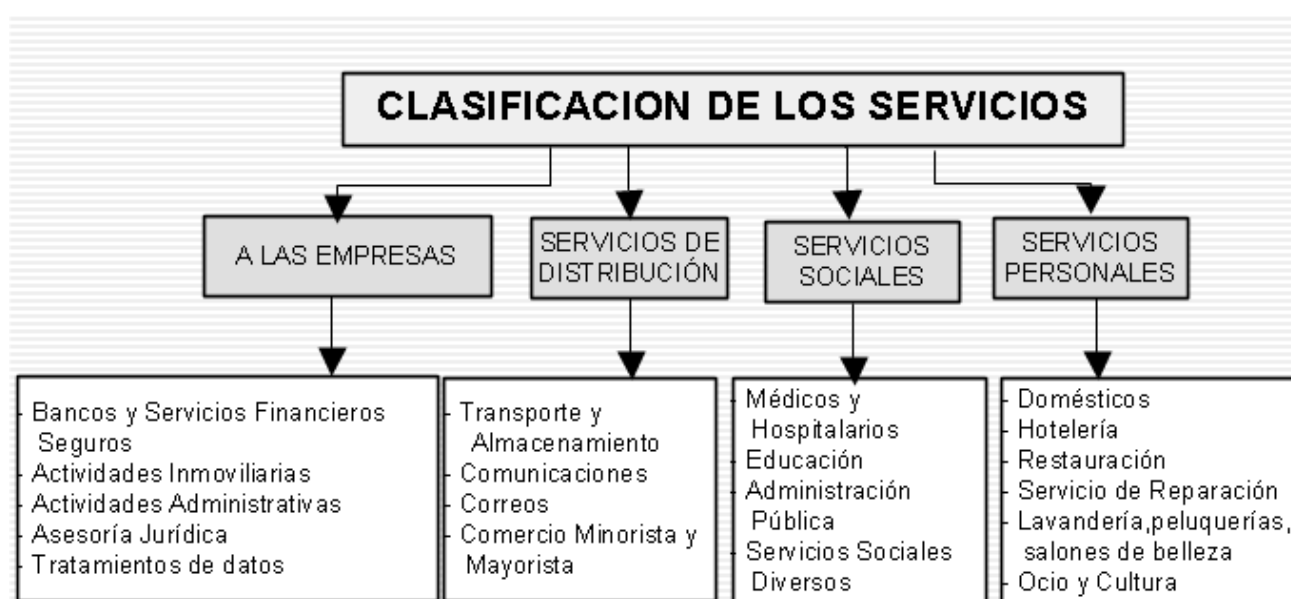 CLASIFICACION DE LOS SERVICIOS
A LAS EMPRESAS
SERVICIOS DE
DISTRIBUCIÓN
SERVICIOS
SOCIALES
SERVICIOS
PERSONALES
- Bancos y Servicios Financieros
Seguros
- Actividades Inmoviliarias
- Actividades Administrativas
- Asesoría Jurídica
- Tratamientos de datos
- Transporte y
Almacenamiento
- Comunicaciones
- Correos
- Comercio Minorista y
Mayorista
- Médicos y
Hospitalarios
- Educación
- Administración
Pública
- Servicios Sociales
Diversos
- Domésticos
- Hotelería
- Restauración
- Servicio de Reparación
- Lavandería,peluquerías,
salones de belleza
- Ocio y Cultura